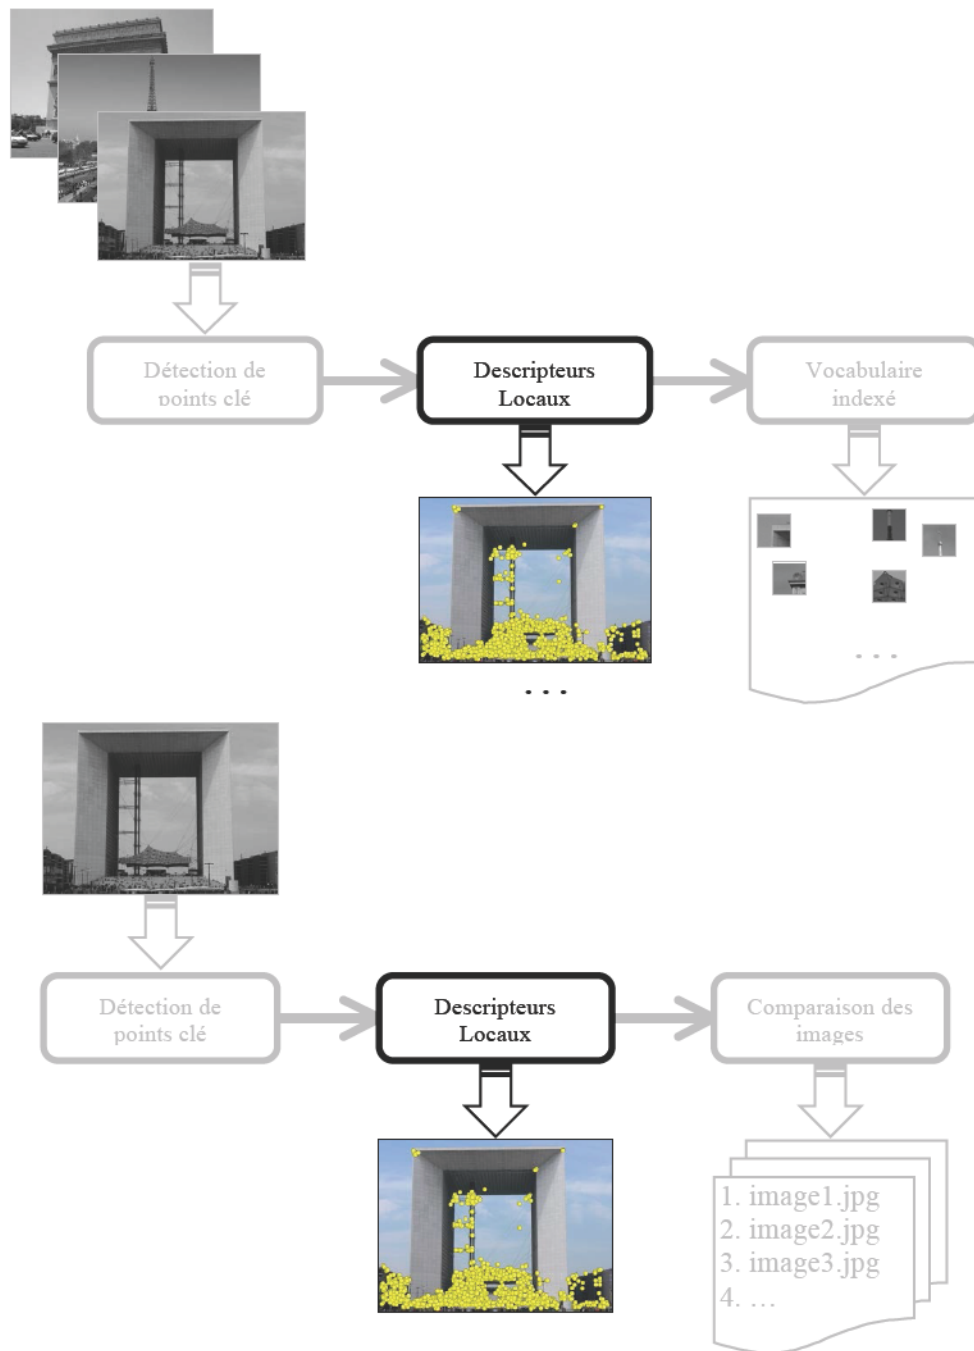 Détection de
points clé
Descripteurs
Locaux
Vocabulaire
indexé
. . .
. . .
Détection de
points clé
Descripteurs
Locaux
Comparaison des
images
1. image1.jpg
2. image2.jpg
3. image3.jpg
4. ...